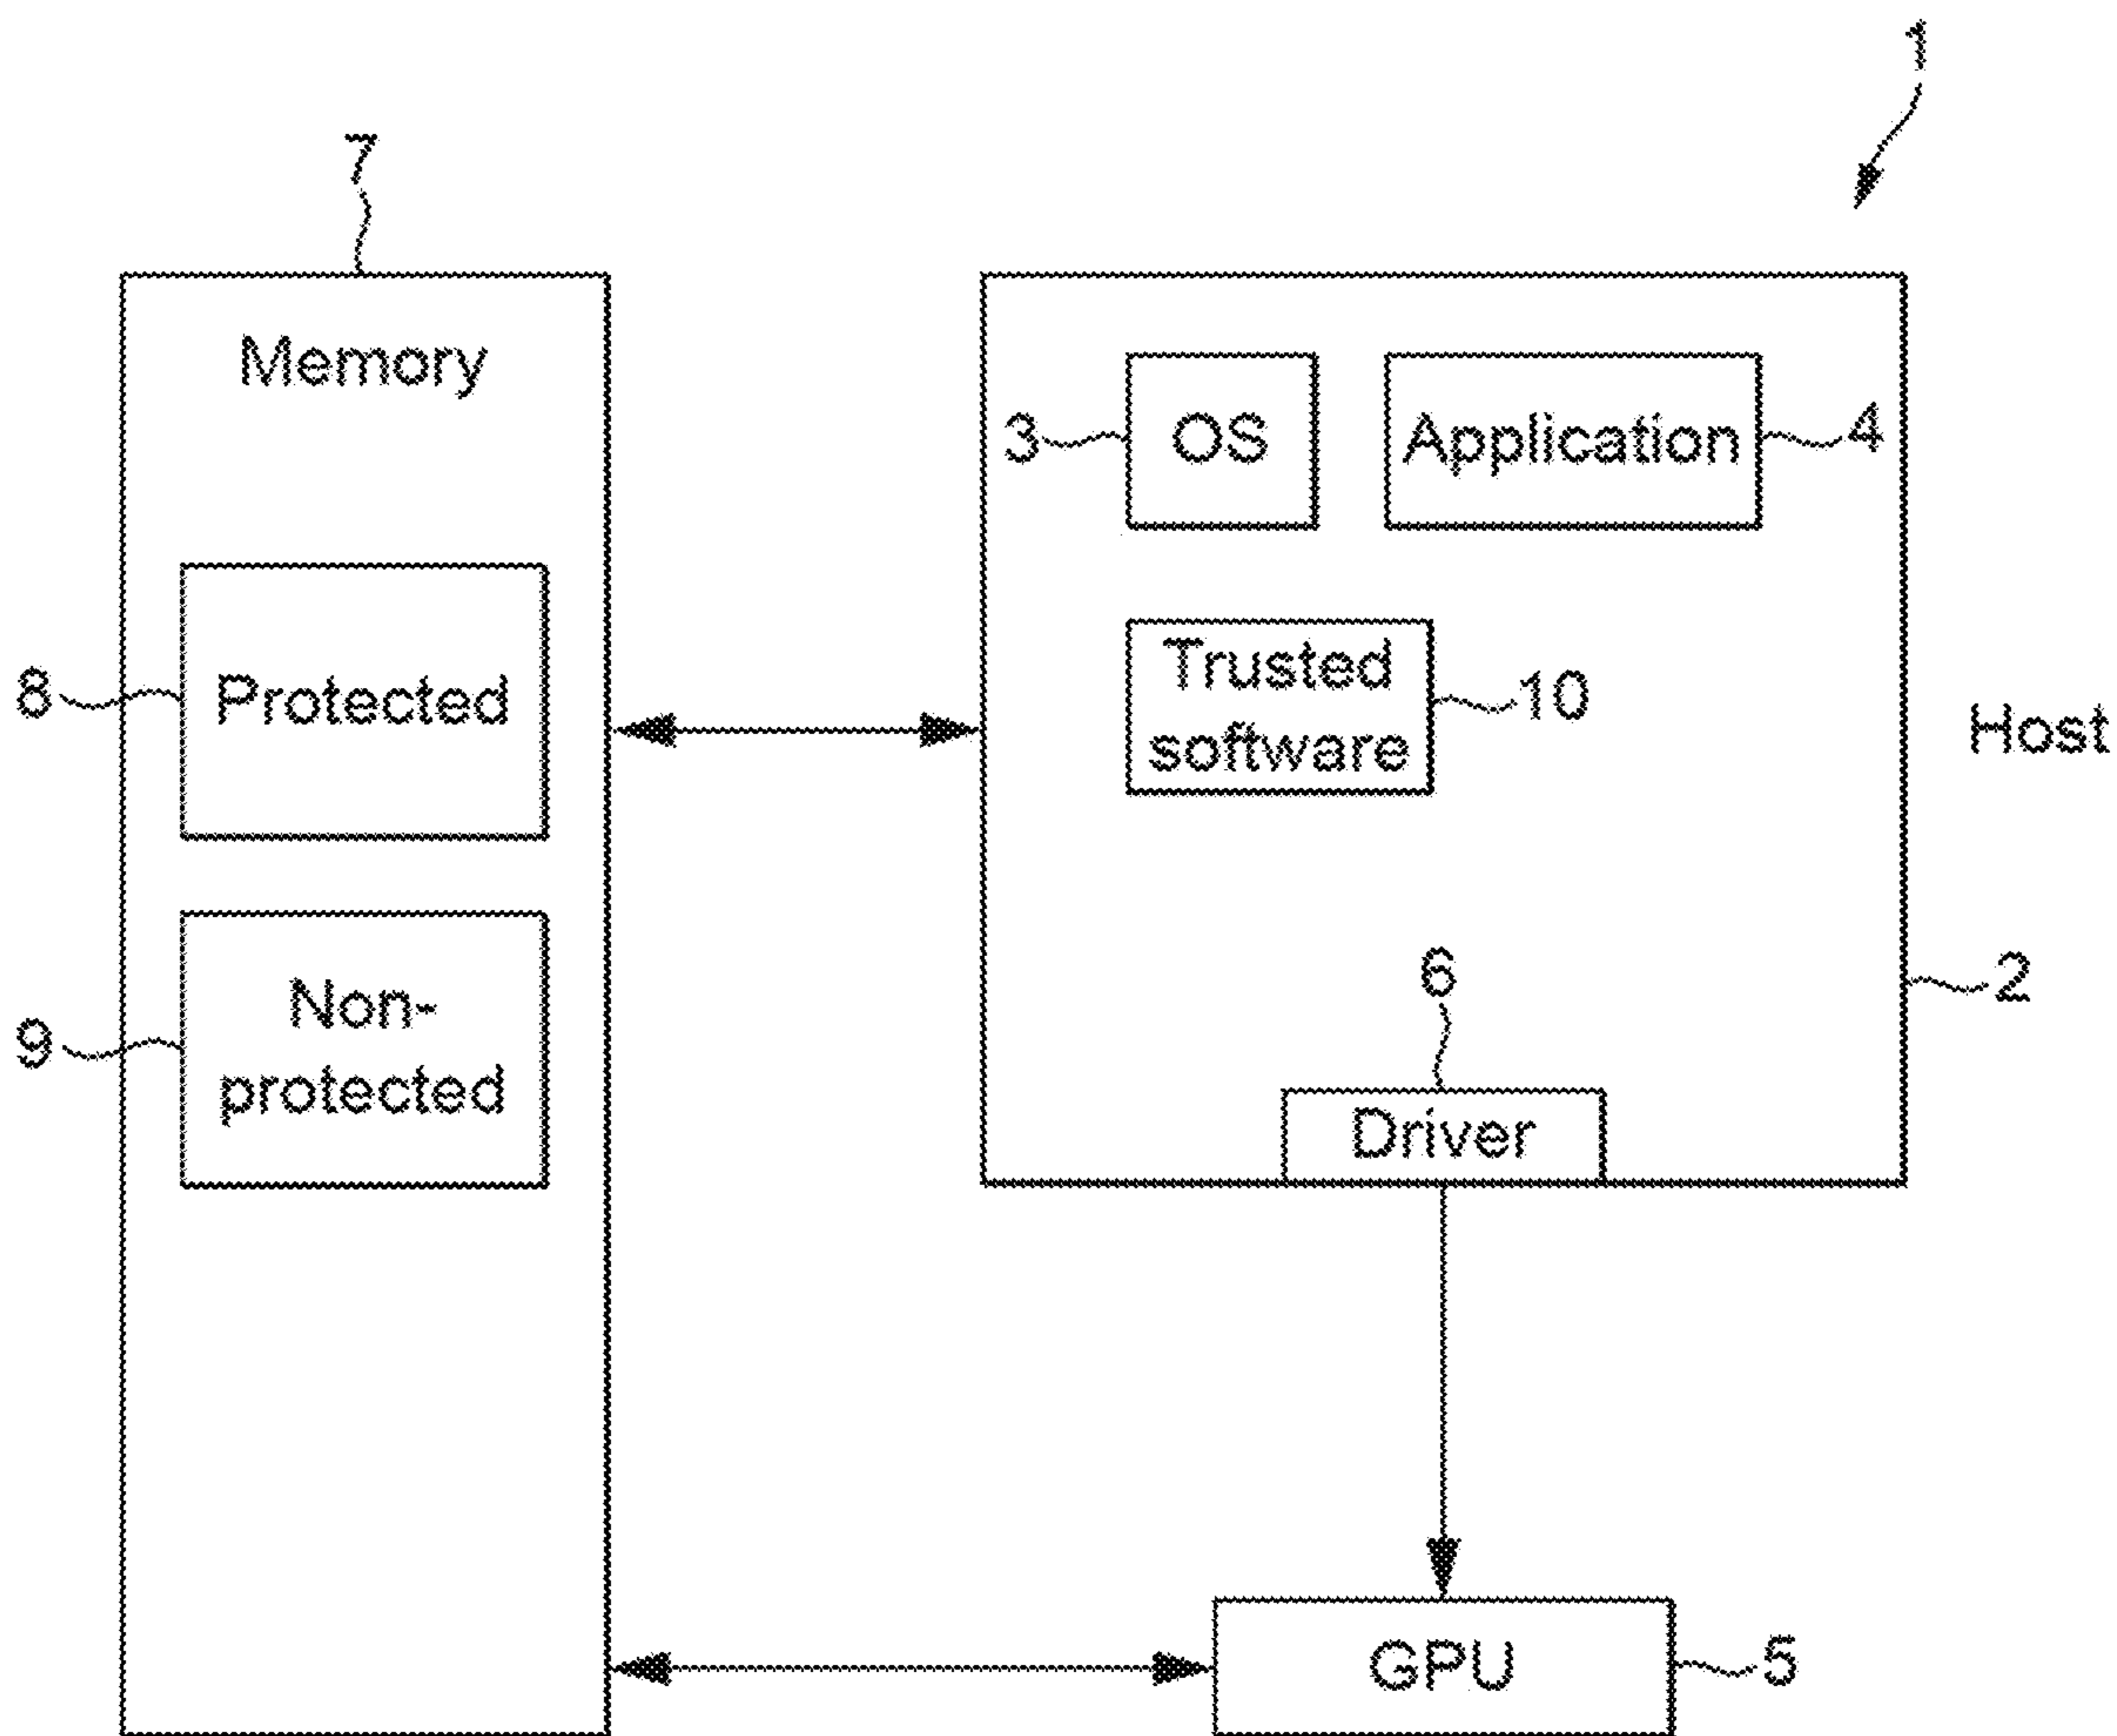 1
7
Memory
3
OS
Application
4
8
Protected
Trusted
software
10
Host
9
Non-
protected
6
2
Driver
GPU
5